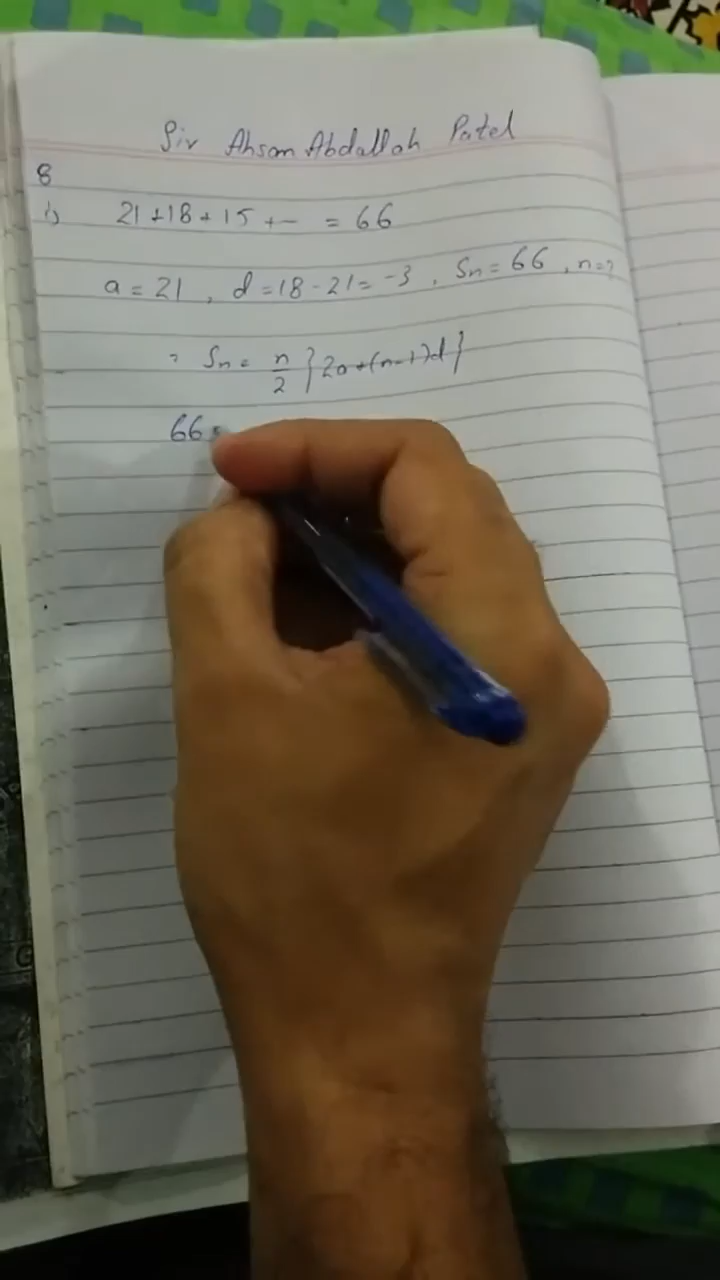 Sir Ahsan Abdallah Patel
8
i) 21 + 18 + 15 + -- = 66
a = 21 , d = 18 - 21 = -3 , Sn = 66 , n = ?
∵ Sn = n/2 {2a + (n-1)d}
66 =